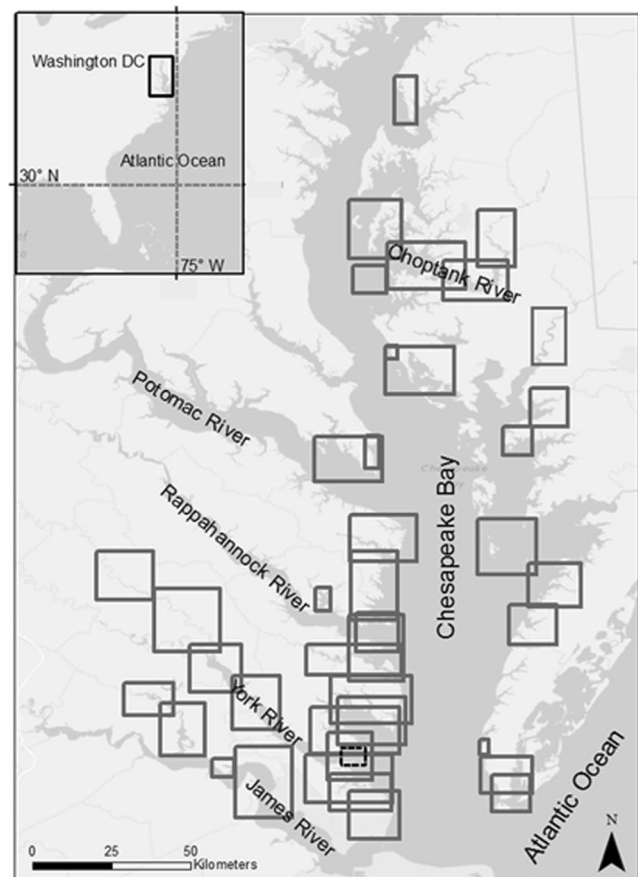 Washington DC
Atlantic Ocean
30° N
75° W
Choptank River
Potomac River
Chesapeake Bay
Rappahannock River
York River
James River
Atlantic Ocean
N
0 25 50
Kilometers